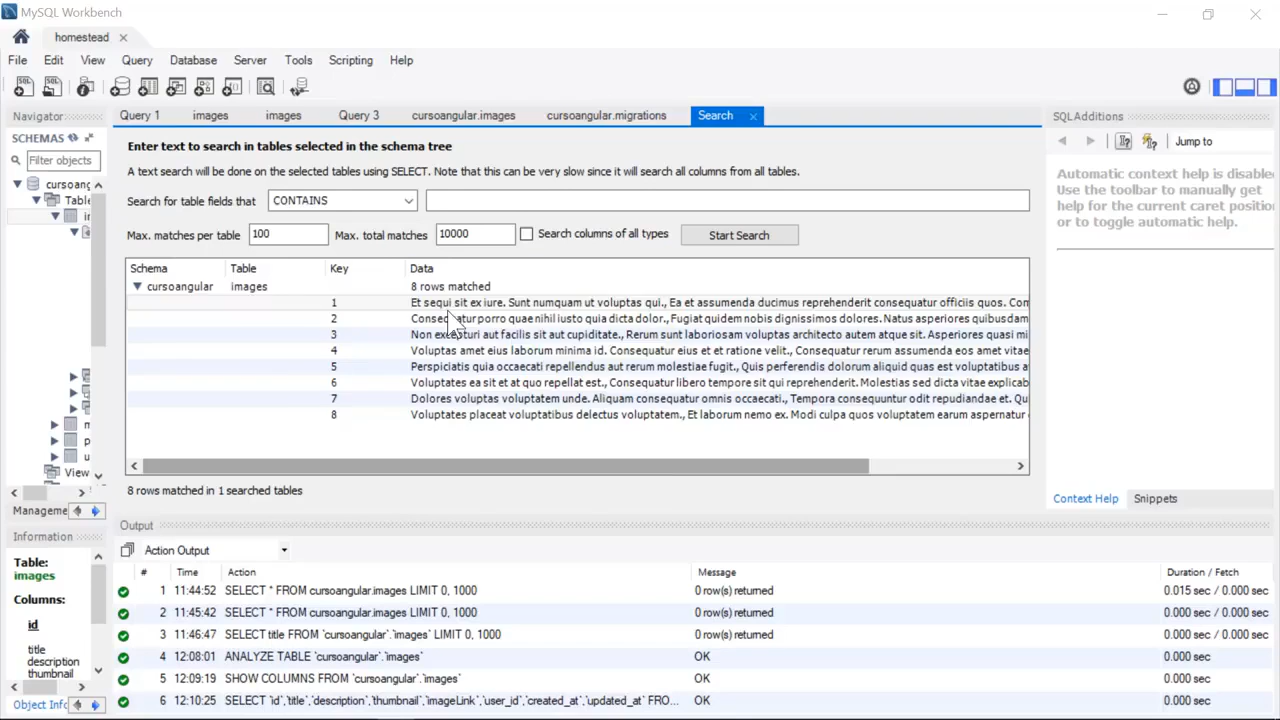 MySQL Workbench
homestead
File Edit View Query Database Server Tools Scripting Help
Navigator
SCHEMAS
Filter objects
cursoang
Table
in
m
p
u
View
Manageme
Information
Table:
images
Columns:
id
title
description
thumbnail
Object Info
Query 1 images images Query 3 cursoangular.images cursoangular.migrations Search
Enter text to search in tables selected in the schema tree
A text search will be done on the selected tables using SELECT. Note that this can be very slow since it will search all columns from all tables.
Search for table fields that CONTAINS
Max. matches per table 100 Max. total matches 10000 Search columns of all types Start Search
Schema Table Key Data
cursoangular images 8 rows matched
1 Et sequi sit ex iure. Sunt numquam ut voluptas qui., Ea et assumenda ducimus reprehenderit consequatur officiis quos. Con
2 Consequatur porro quae nihil iusto quia dicta dolor., Fugiat quidem nobis dignissimos dolores. Natus asperiores quibusdam
3 Non excepturi aut facilis sit aut cupiditate., Rerum sunt laboriosam voluptas architecto autem atque sit. Asperiores quasi mi
4 Voluptas amet eius laborum minima id. Consequatur eius et et ratione velit., Consequatur rerum assumenda eos amet vitae
5 Perspiciatis quia occaecati repellendus aut rerum molestiae fugit., Quis perferendis dolorum aliquid quas est voluptatibus a
6 Voluptates ea sit et at quo repellat est., Consequatur libero tempore sit qui reprehenderit. Molestias sed dicta vitae explicab
7 Dolores voluptas voluptatem unde. Aliquam consequatur omnis occaecati., Tempora consequuntur odit repudiandae et. Qu
8 Voluptates placeat voluptatibus delectus voluptatem., Et laborum nemo ex. Modi culpa quos voluptatem earum aspernatur
8 rows matched in 1 searched tables
Output
Action Output
# Time Action Message Duration / Fetch
1 11:44:52 SELECT * FROM cursoangular.images LIMIT 0, 1000 0 row(s) returned 0.015 sec / 0.000 sec
2 11:45:42 SELECT * FROM cursoangular.images LIMIT 0, 1000 0 row(s) returned 0.000 sec / 0.000 sec
3 11:46:47 SELECT title FROM `cursoangular`.`images` LIMIT 0, 1000 0 row(s) returned 0.000 sec / 0.000 sec
4 12:08:01 ANALYZE TABLE `cursoangular`.`images` OK 0.000 sec
5 12:09:19 SHOW COLUMNS FROM `cursoangular`.`images` OK 0.000 sec
6 12:10:25 SELECT `id`,`title`,`description`,`thumbnail`,`imageLink`,`user_id`,`created_at`,`updated_at` FRO... OK 0.000 sec
SQLAdditions
Jump to
Automatic context help is disable
Use the toolbar to manually get
help for the current caret positio
or to toggle automatic help.
Context Help Snippets